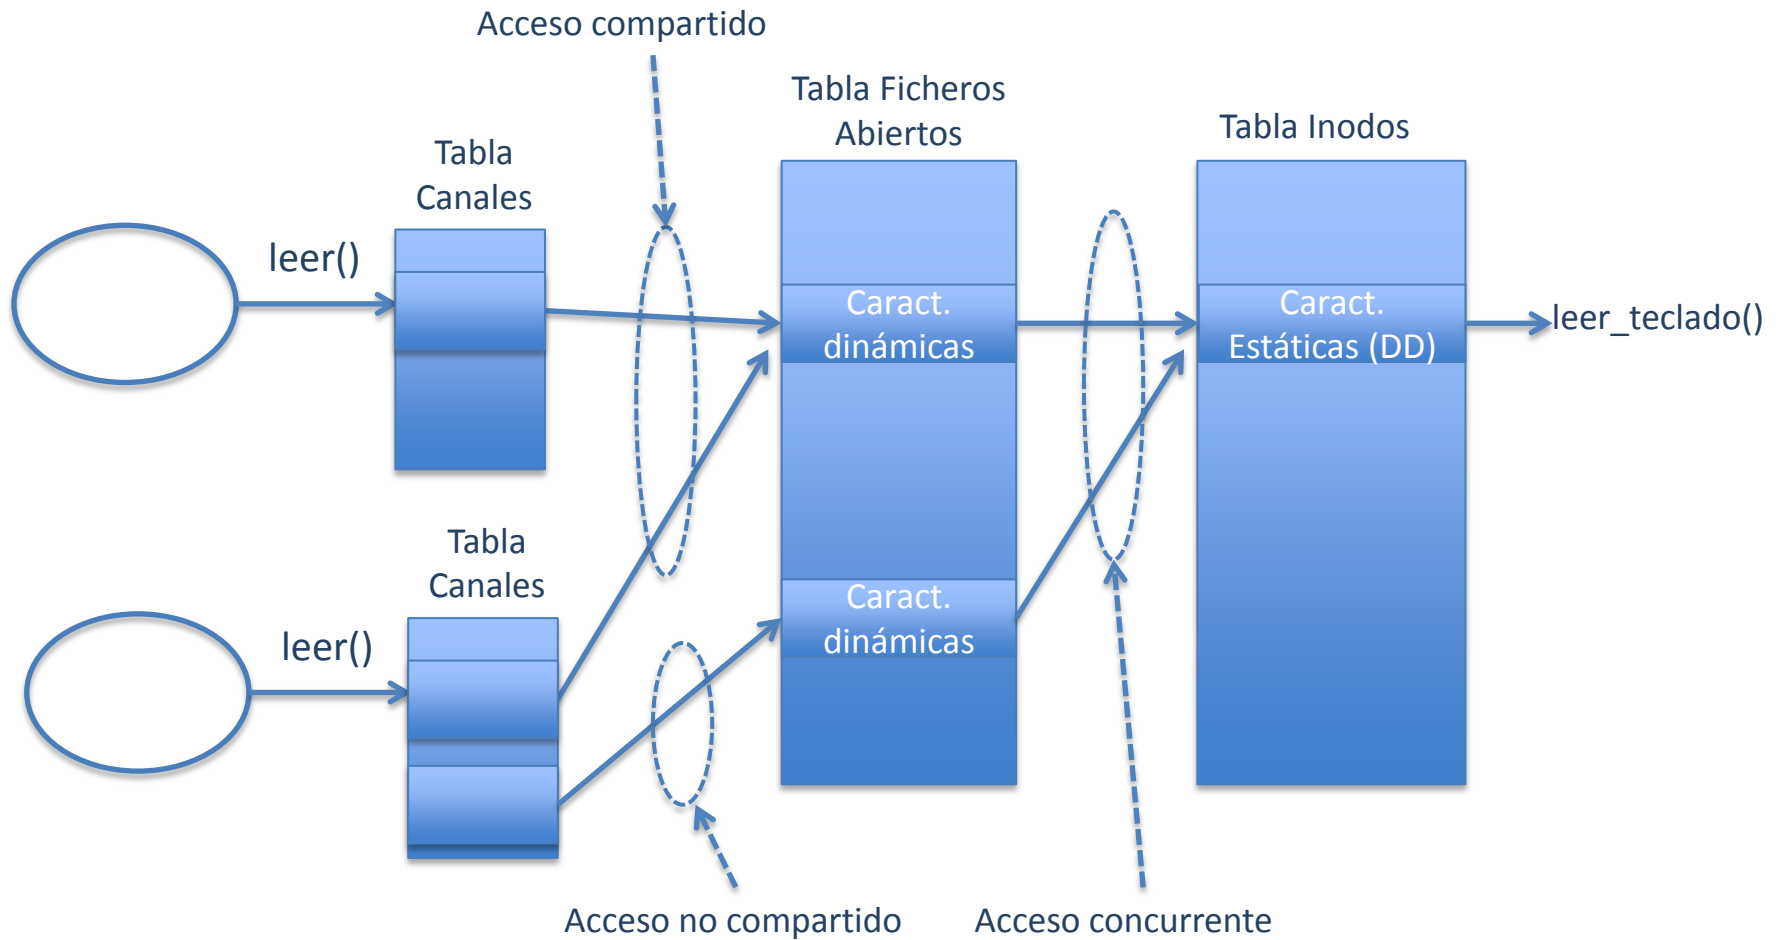 Acceso compartido
Tabla Ficheros
Abiertos
Tabla Inodos
Tabla
Canales
leer()
Caract.
dinámicas
Caract.
Estáticas (DD)
leer_teclado()
Tabla
Canales
leer()
Caract.
dinámicas
Acceso no compartido
Acceso concurrente